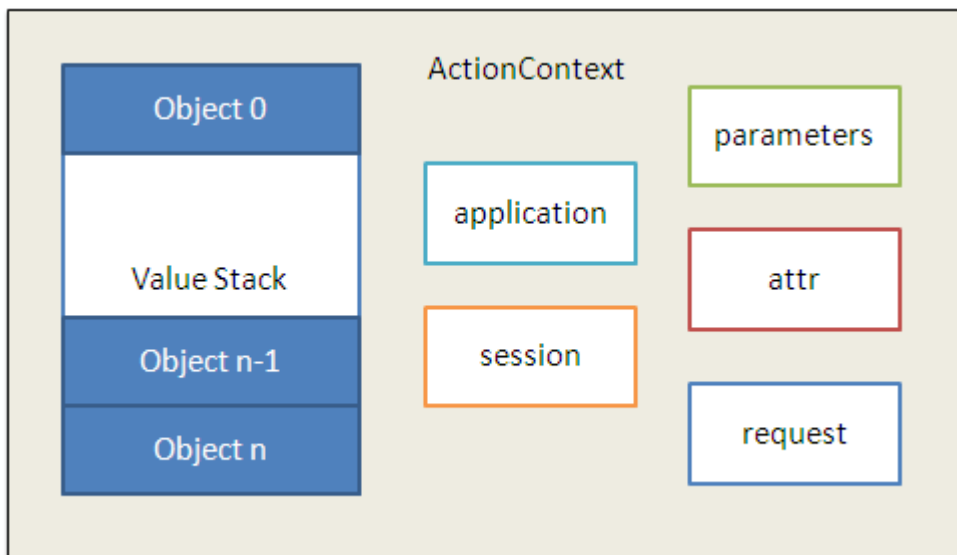 ActionContext
Object 0
Value Stack
Object n-1
Object n
application
session
parameters
attr
request